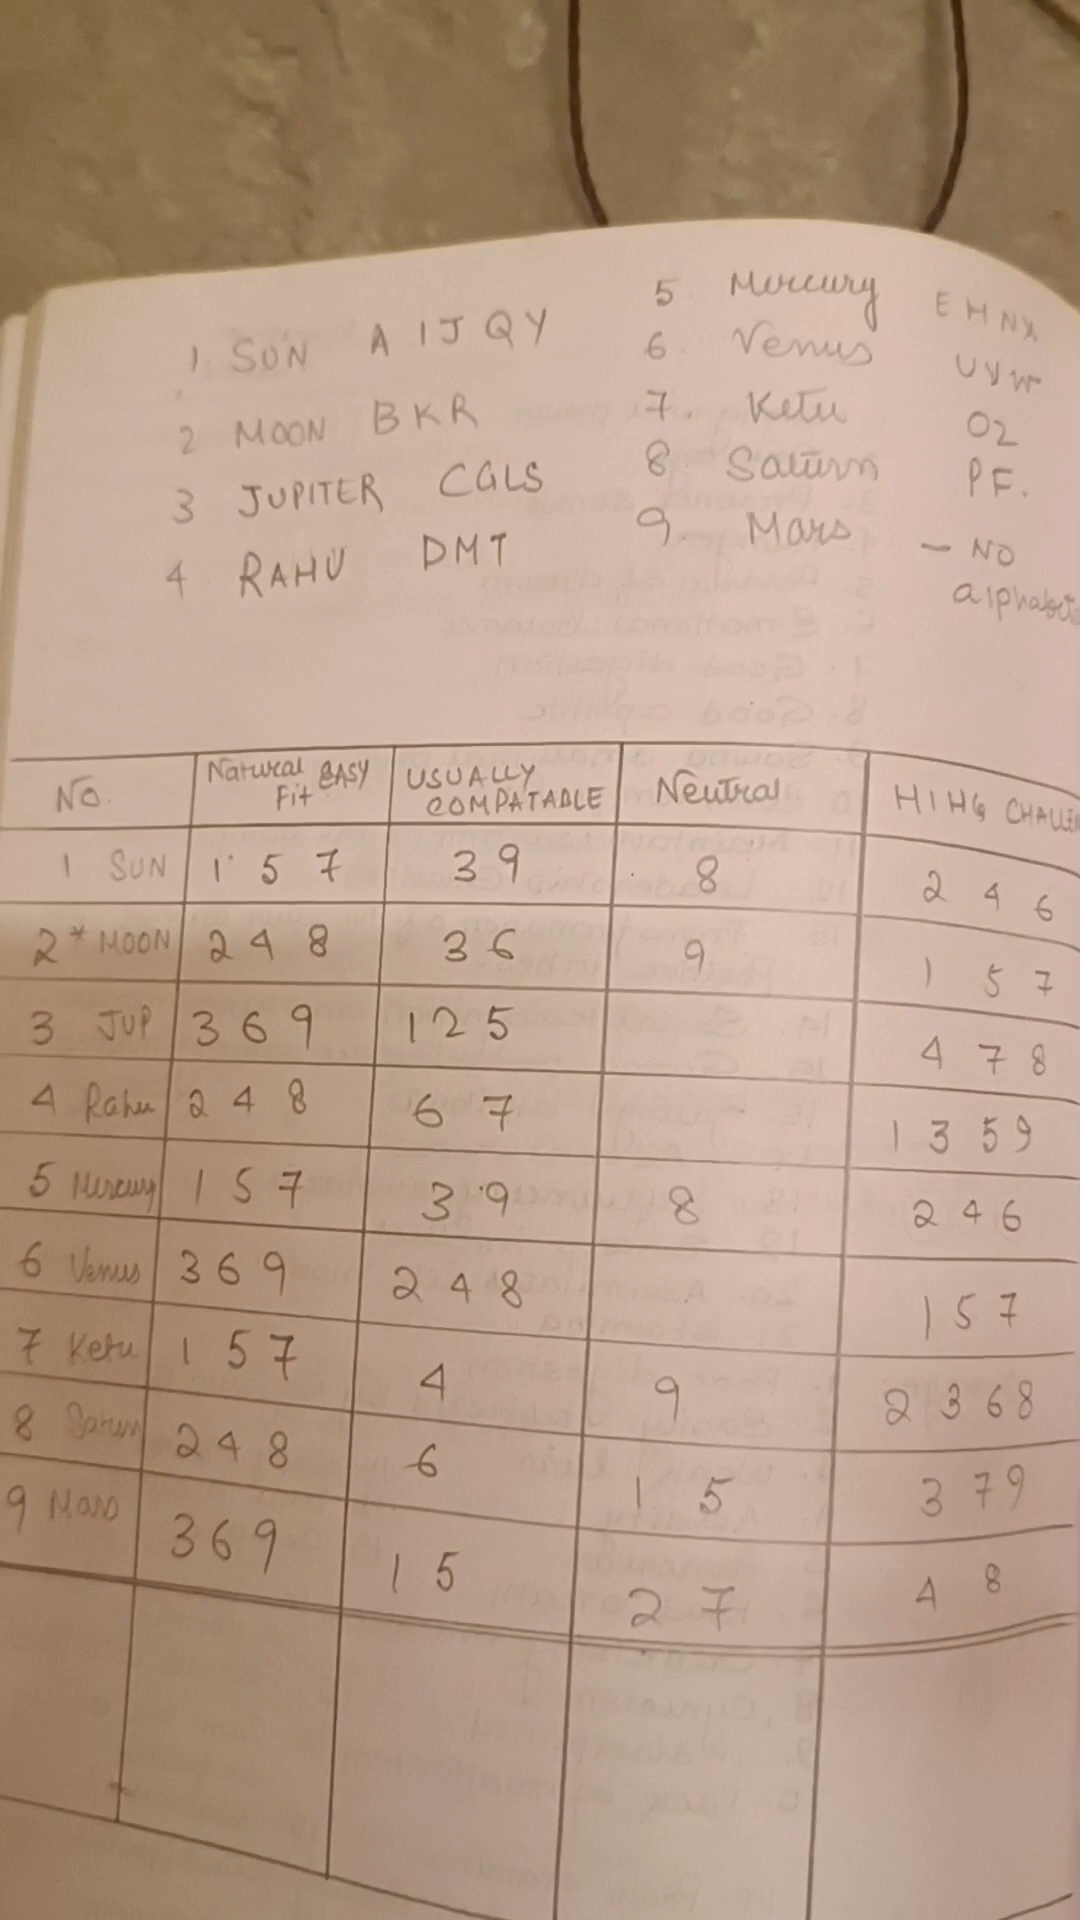 1. SUN A I J Q Y
2 MOON B K R
3 JUPITER C G L S
4 RAHU D M T
5. Mercury E H N X
6. Venus U V W
7. Ketu O Z
8. Saturn P F.
9. Mars - NO
alphabets
NO. Natural EASY Fit USUALLY COMPATABLE Neutral HIHG CHALLEN
1 SUN 1 5 7 3 9 8 2 4 6
2* MOON 2 4 8 3 6 9 1 5 7
3 JUP 3 6 9 1 2 5 4 7 8
4 Rahu 2 4 8 6 7 1 3 5 9
5 Mercury 1 5 7 3 9 8 2 4 6
6 Venus 3 6 9 2 4 8 1 5 7
7 Ketu 1 5 7 4 9 2 3 6 8
8 Saturn 2 4 8 6 1 5 3 7 9
9 Mars 3 6 9 1 5 2 7 4 8